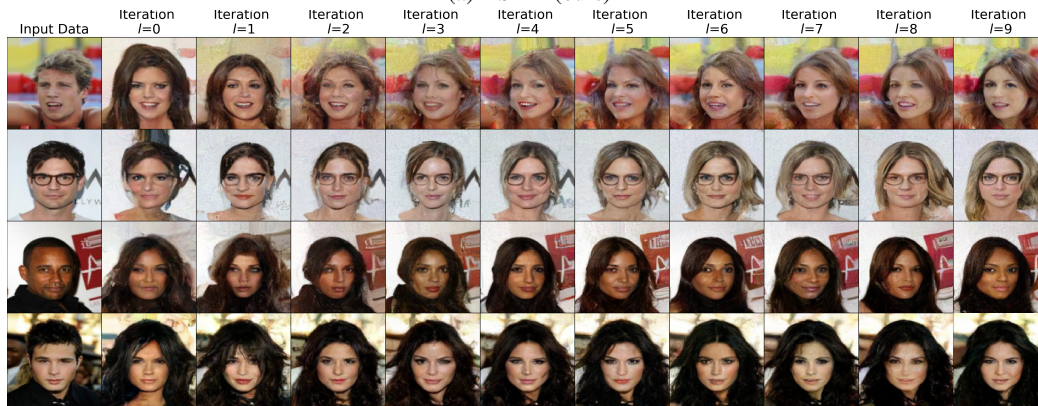 Input Data
Iteration l=0
Iteration l=1
Iteration l=2
Iteration l=3
Iteration l=4
Iteration l=5
Iteration l=6
Iteration l=7
Iteration l=8
Iteration l=9